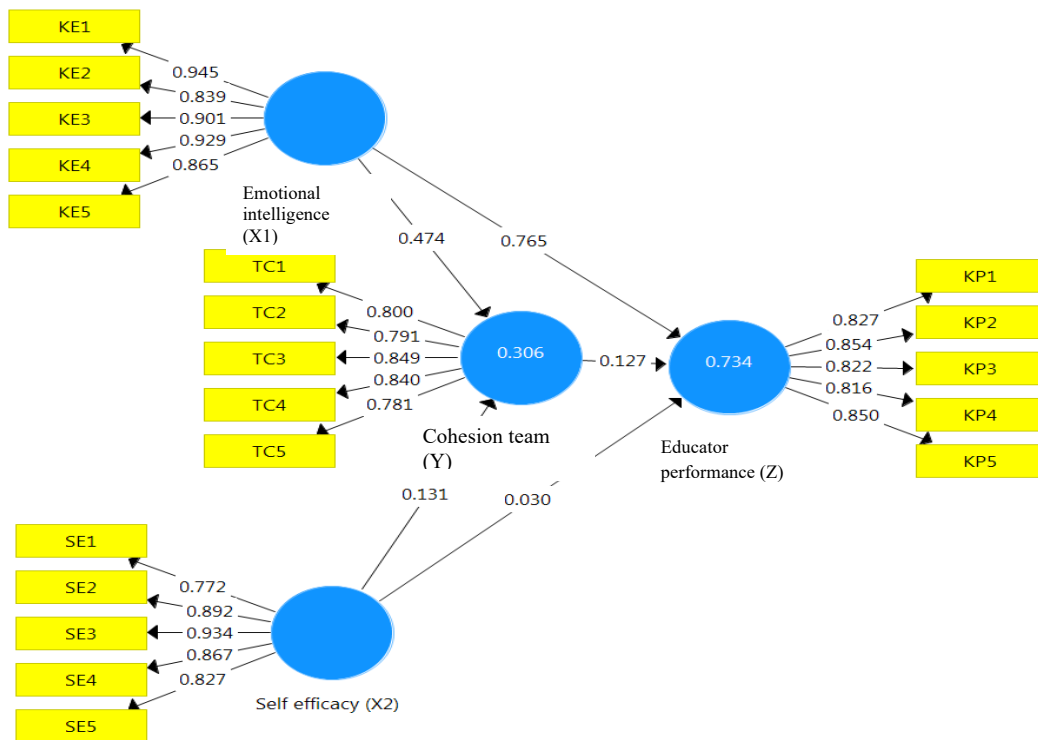 KE1
KE2
KE3
KE4
KE5
0.945
0.839
0.901
0.929
0.865
Emotional
intelligence
(X1)
0.474
0.765
TC1
TC2
TC3
TC4
TC5
0.800
0.791
0.849
0.840
0.781
0.306
0.127
0.734
Cohesion team
(Y)
Educator
performance (Z)
0.827
0.854
0.822
0.816
0.850
KP1
KP2
KP3
KP4
KP5
0.131
0.030
SE1
SE2
SE3
SE4
SE5
0.772
0.892
0.934
0.867
0.827
Self efficacy (X2)